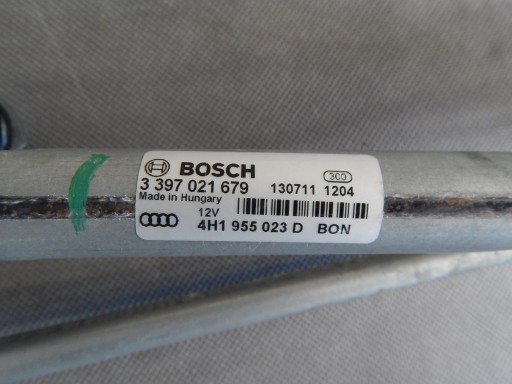 BOSCH 300
3 397 021 679 130711 1204
Made in Hungary
12V
4H1 955 023 D BON